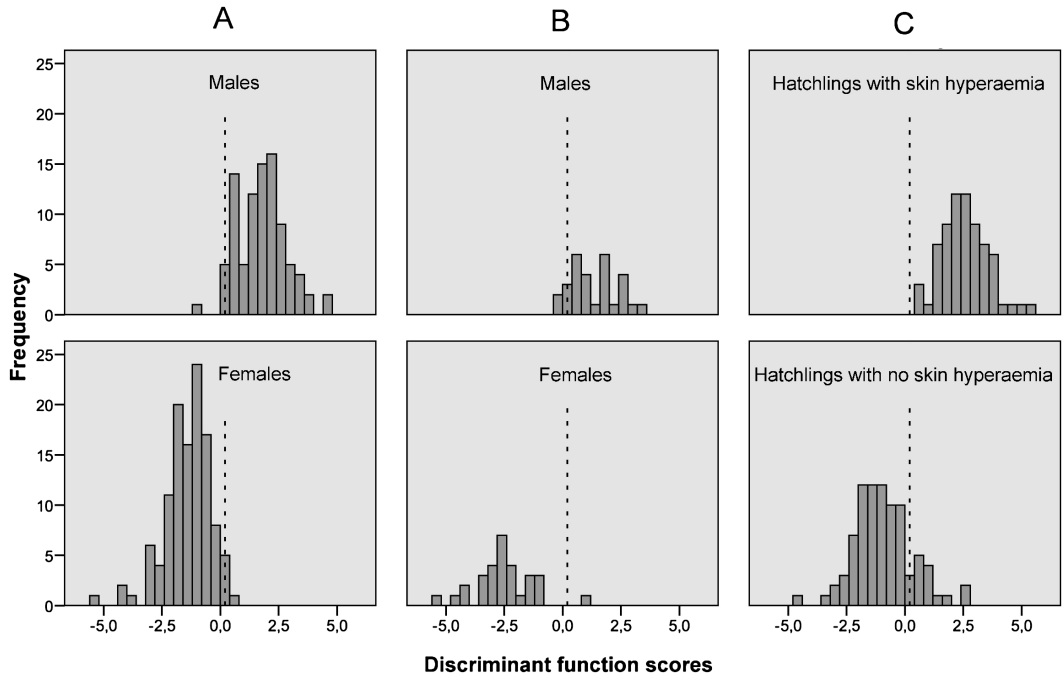 A
B
C
Males
Males
Hatchlings with skin hyperaemia
25
20
15
10
5
0
Females
Females
Hatchlings with no skin hyperaemia
25
20
15
10
5
0
Frequency
-5,0 -2,5 0,0 2,5 5,0
-5,0 -2,5 0,0 2,5 5,0
-5,0 -2,5 0,0 2,5 5,0
Discriminant function scores